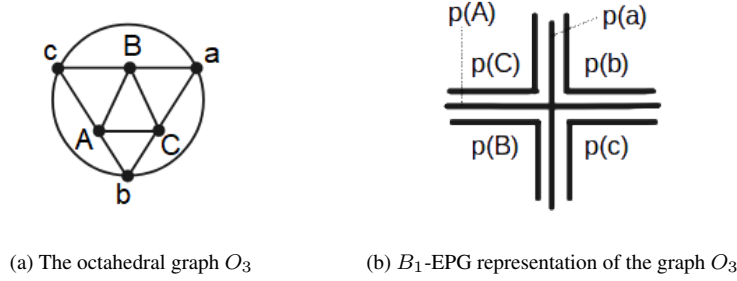 c B a
A C
b
p(A) p(a)
p(C) p(b)
p(B) p(c)
(a) The octahedral graph O₃
(b) B₁-EPG representation of the graph O₃